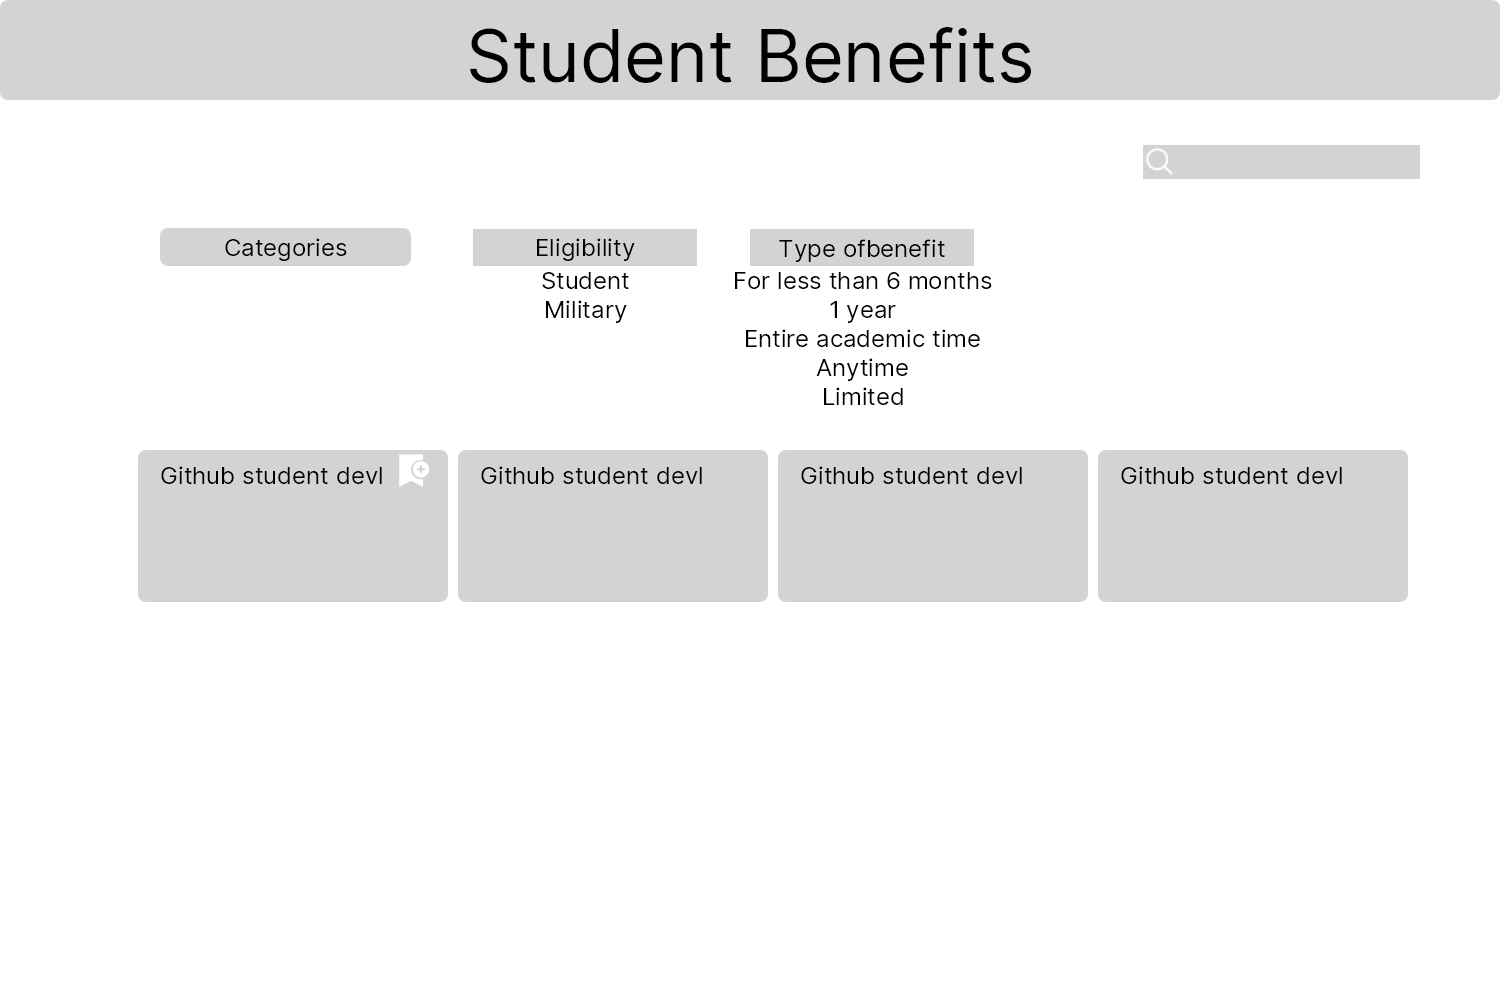 Student Benefits
Categories
Eligibility
Type ofbenefit
Student
Military
For less than 6 months
1 year
Entire academic time
Anytime
Limited
Github student devl
Github student devl
Github student devl
Github student devl